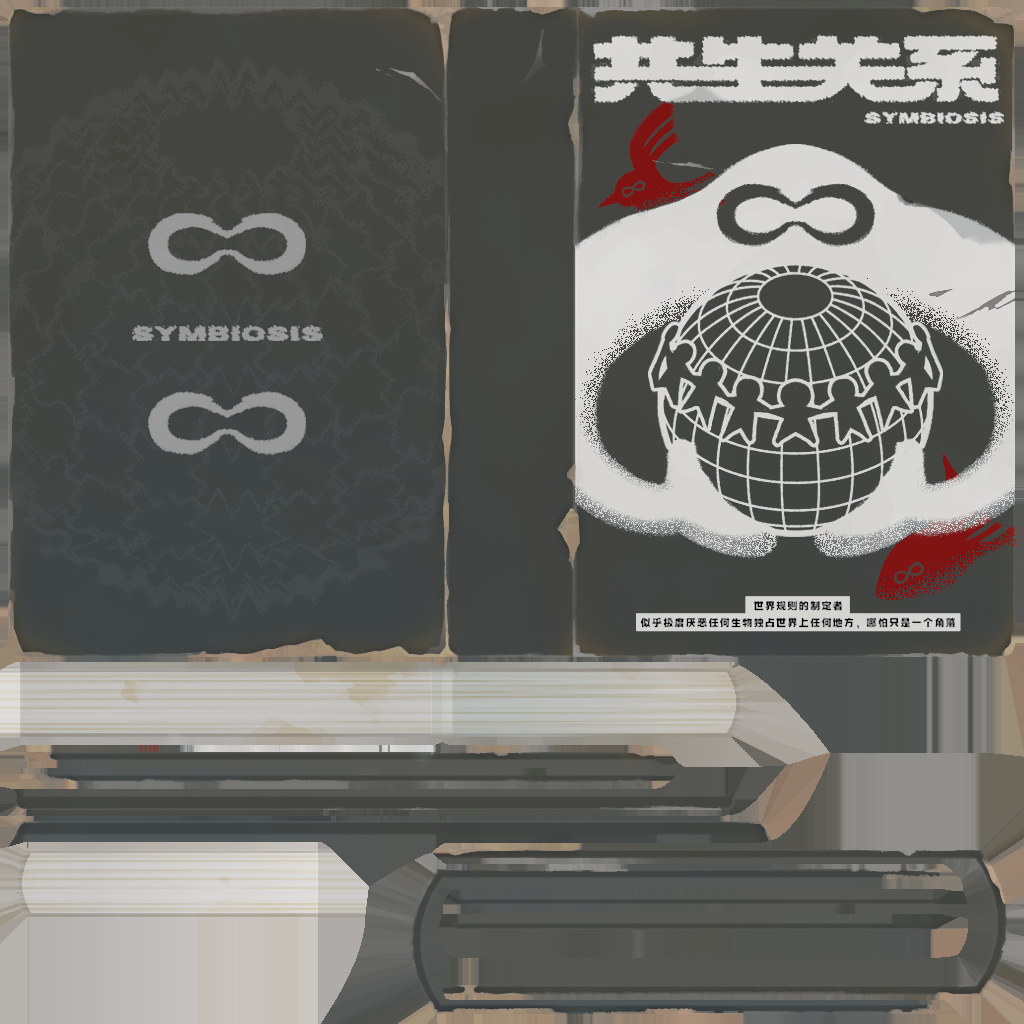 共生关系
SYMBIOSIS
SYMBIOSIS
世界规则的制定者
似乎极度厌恶任何生物独占世界上任何地方，哪怕只是一个角落